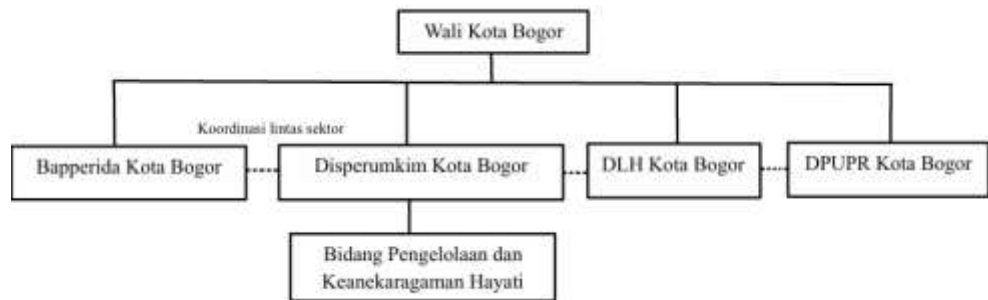 Wali Kota Bogor
Koordinasi lintas sektor
Bapperida Kota Bogor
Disperumkim Kota Bogor
DLH Kota Bogor
DPUPR Kota Bogor
Bidang Pengelolaan dan
Keanekaragaman Hayati